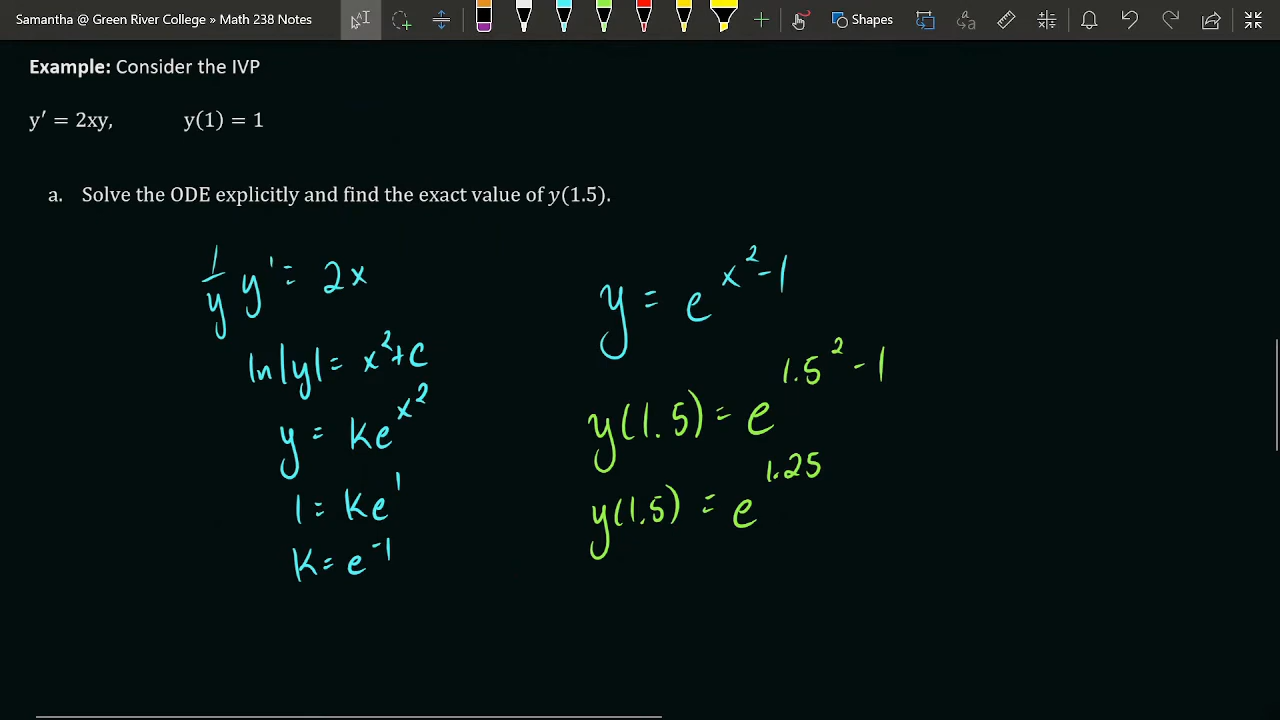 Samantha @ Green River College » Math 238 Notes
Shapes
Example: Consider the IVP
y′ = 2xy, y(1) = 1
a. Solve the ODE explicitly and find the exact value of y(1.5).
1/y y' = 2x
ln|y| = x² + c
y = ke^x²
1 = ke^1
k = e^-1
y = e^x²-1
y(1.5) = e^1.5²-1
y(1.5) = e^1.25